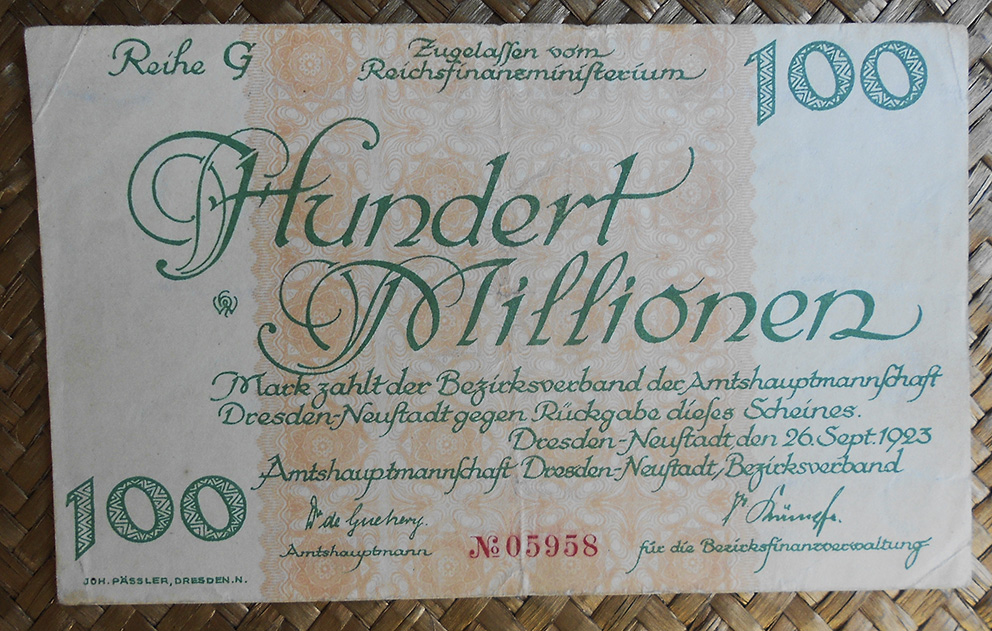 Reihe G
Zugelaſſen vom
Reichsfinanzminiſterium
100
Hundert
Millionen
Mark zahlt der Bezirksverband der Amtshauptmannſchaft
Dresden-Neuſtadt gegen Rückgabe dieſes Scheines.
Dresden-Neuſtadt, den 26. Sept. 1923
Amtshauptmannſchaft Dresden-Neuſtadt, Bezirksverband
100
Amtshauptmann
№ 05958
für die Bezirksfinanzverwaltung
JOH. PÄSSLER, DRESDEN. N.